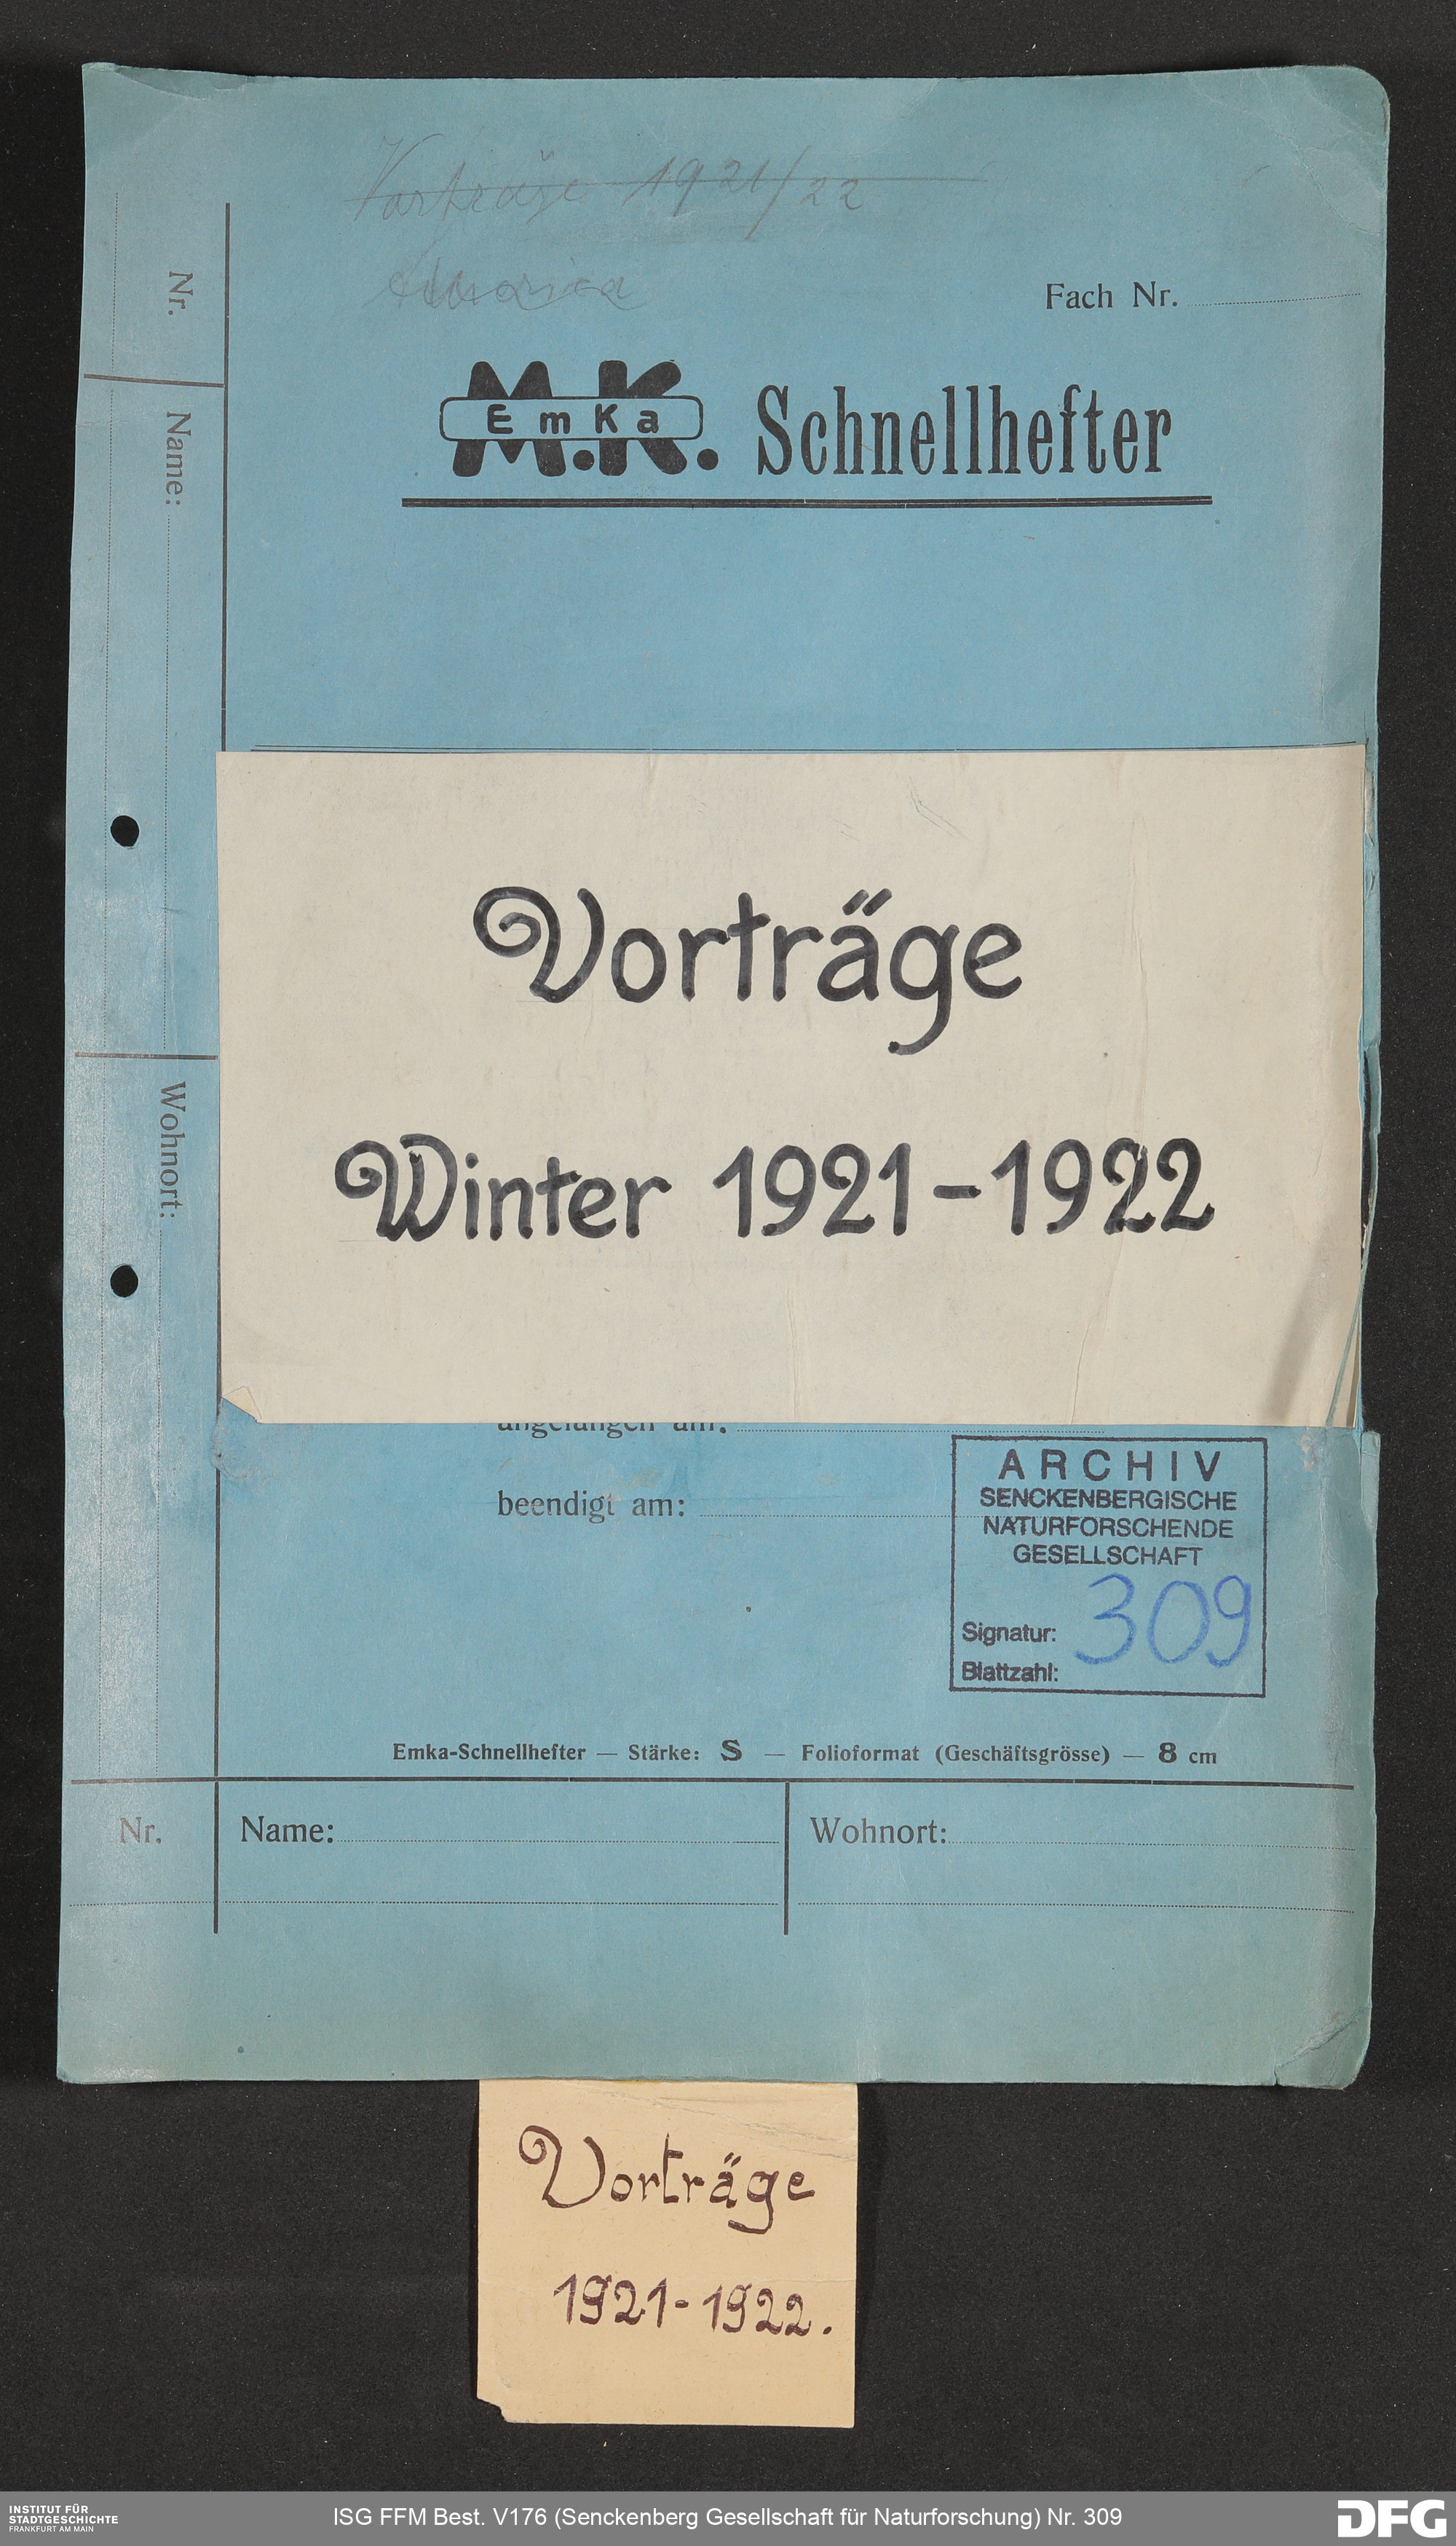 Vorträge 1921/22
Fach Nr.
M.K.
EmKa
Schnellhefter
Nr.
Name:
Wohnort:
Vorträge
Winter 1921-1922
angefangen am:
beendigt am:
ARCHIV
SENCKENBERGISCHE
NATURFORSCHENDE
GESELLSCHAFT
Signatur: 309
Blattzahl:
Emka-Schnellhefter — Stärke: S — Folioformat (Geschäftsgrösse) — 8 cm
Nr. Name: Wohnort:
Vorträge
1921-1922.
INSTITUT FÜR
STADTGESCHICHTE
FRANKFURT AM MAIN
ISG FFM Best. V176 (Senckenberg Gesellschaft für Naturforschung) Nr. 309
DFG